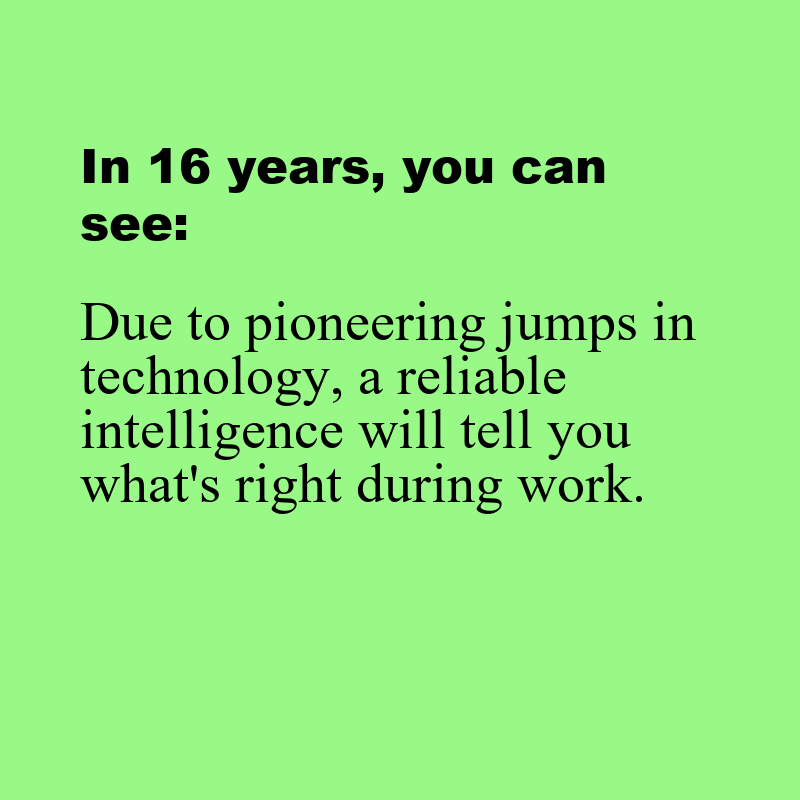 In 16 years, you can
see:
Due to pioneering jumps in
technology, a reliable
intelligence will tell you
what's right during work.